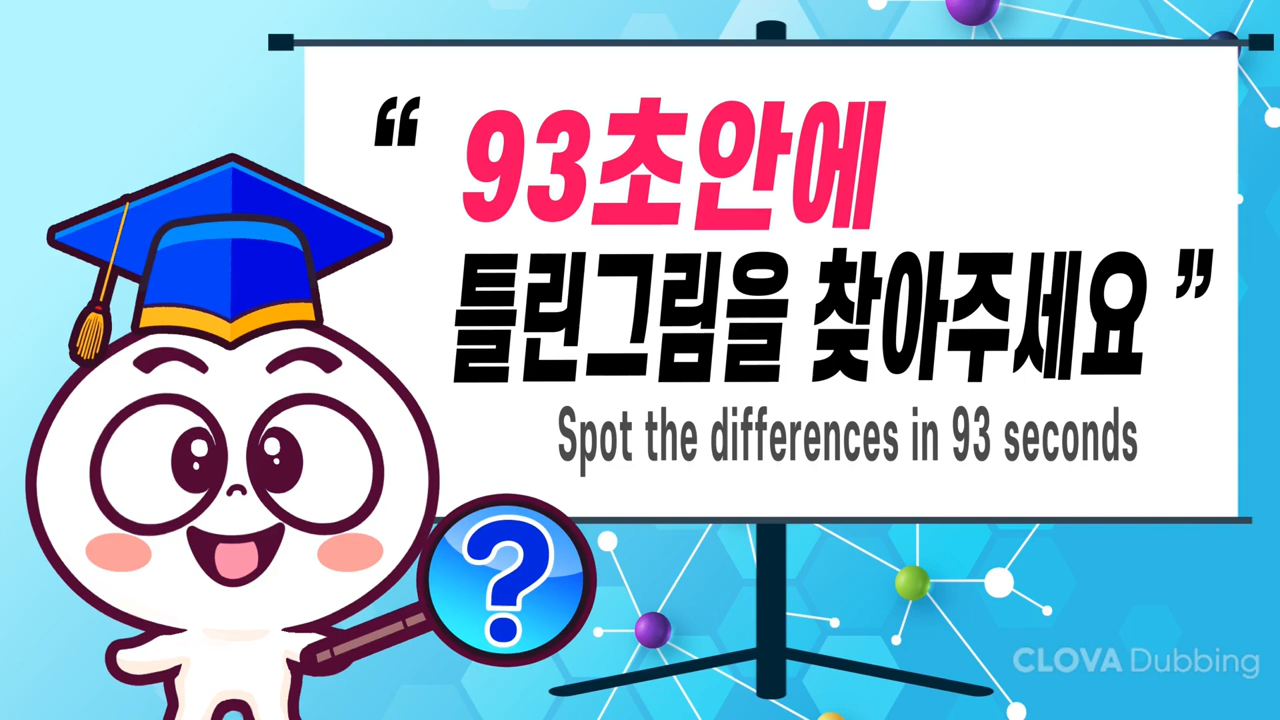 “ 93초안에
틀린그림을 찾아주세요 ”
Spot the differences in 93 seconds
?
CLOVA Dubbing